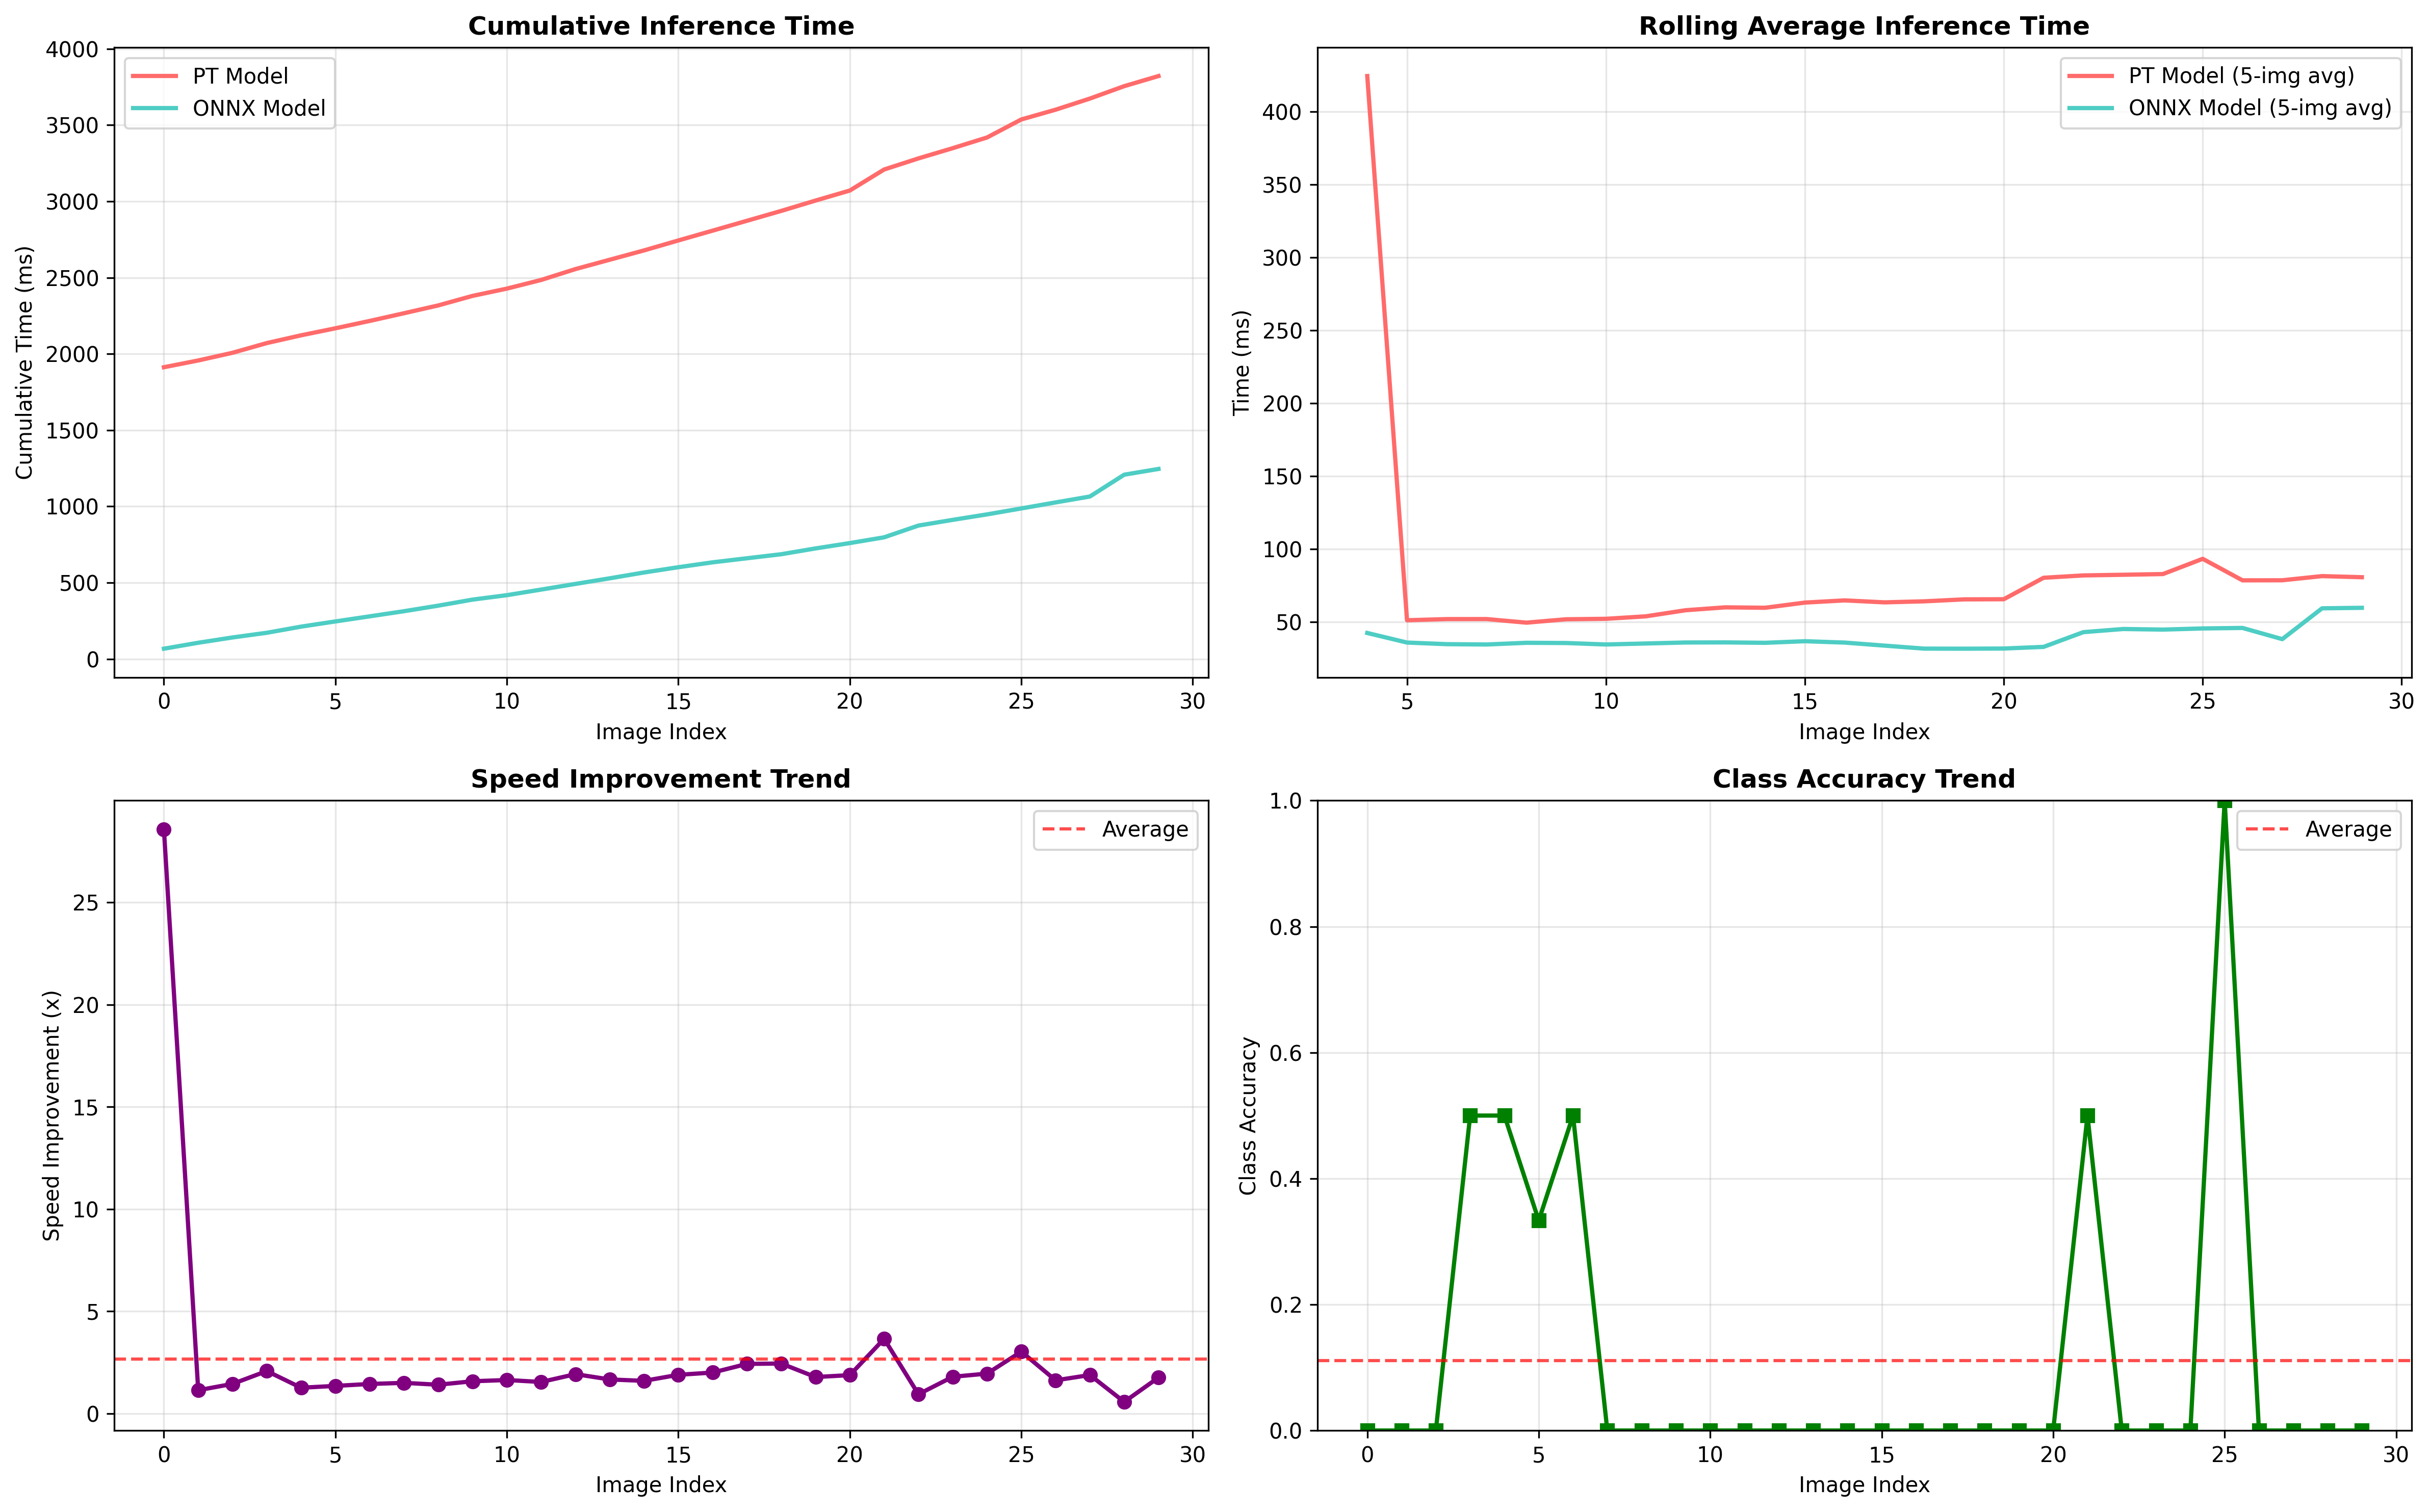 Cumulative Inference Time
PT Model
ONNX Model
4000
3500
3000
2500
2000
1500
1000
500
0
Cumulative Time (ms)
0 5 10 15 20 25 30
Image Index
Rolling Average Inference Time
PT Model (5-img avg)
ONNX Model (5-img avg)
400
350
300
250
200
150
100
50
Time (ms)
5 10 15 20 25 30
Image Index
Speed Improvement Trend
Average
25
20
15
10
5
0
Speed Improvement (x)
0 5 10 15 20 25 30
Image Index
Class Accuracy Trend
Average
1.0
0.8
0.6
0.4
0.2
0.0
Class Accuracy
0 5 10 15 20 25 30
Image Index